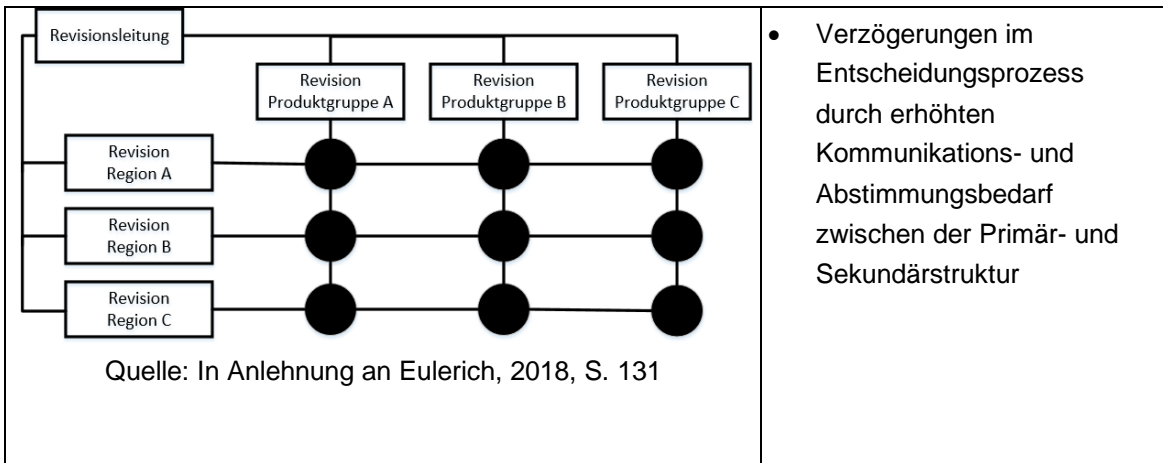 Revisionsleitung
Revision
Produktgruppe A
Revision
Produktgruppe B
Revision
Produktgruppe C
Revision
Region A
Revision
Region B
Revision
Region C
Quelle: In Anlehnung an Eulerich, 2018, S. 131
• Verzögerungen im
Entscheidungsprozess
durch erhöhten
Kommunikations- und
Abstimmungsbedarf
zwischen der Primär- und
Sekundärstruktur